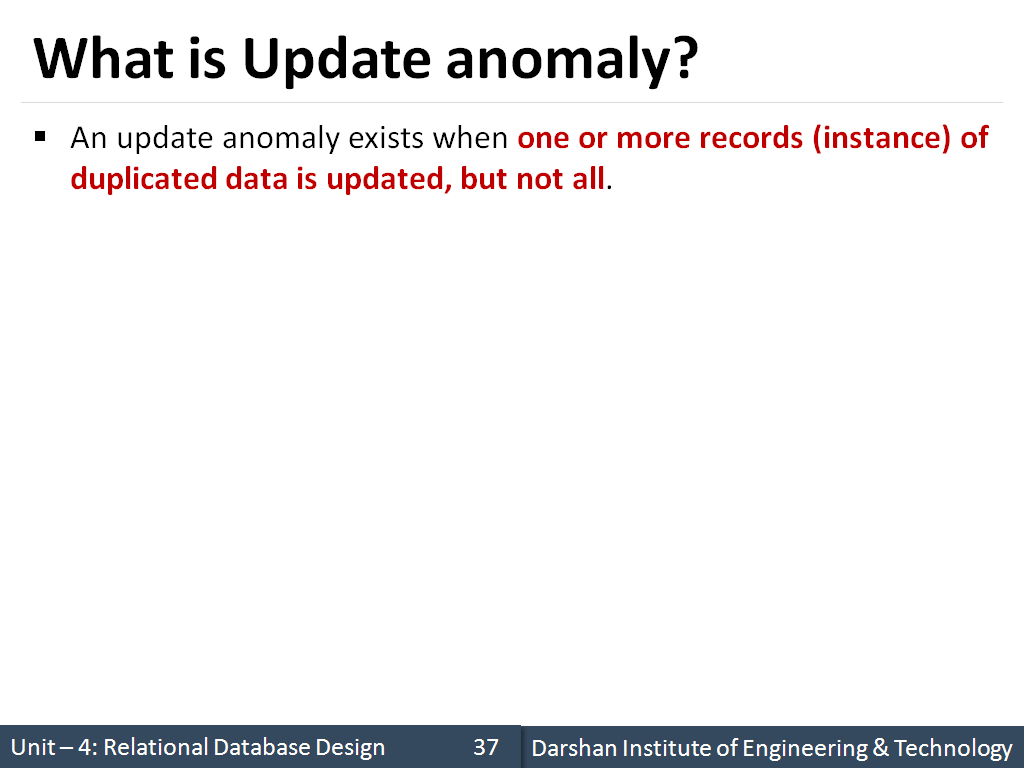 What is Update anomaly?
▪ An update anomaly exists when one or more records (instance) of
duplicated data is updated, but not all.
Unit – 4: Relational Database Design
37
Darshan Institute of Engineering & Technology